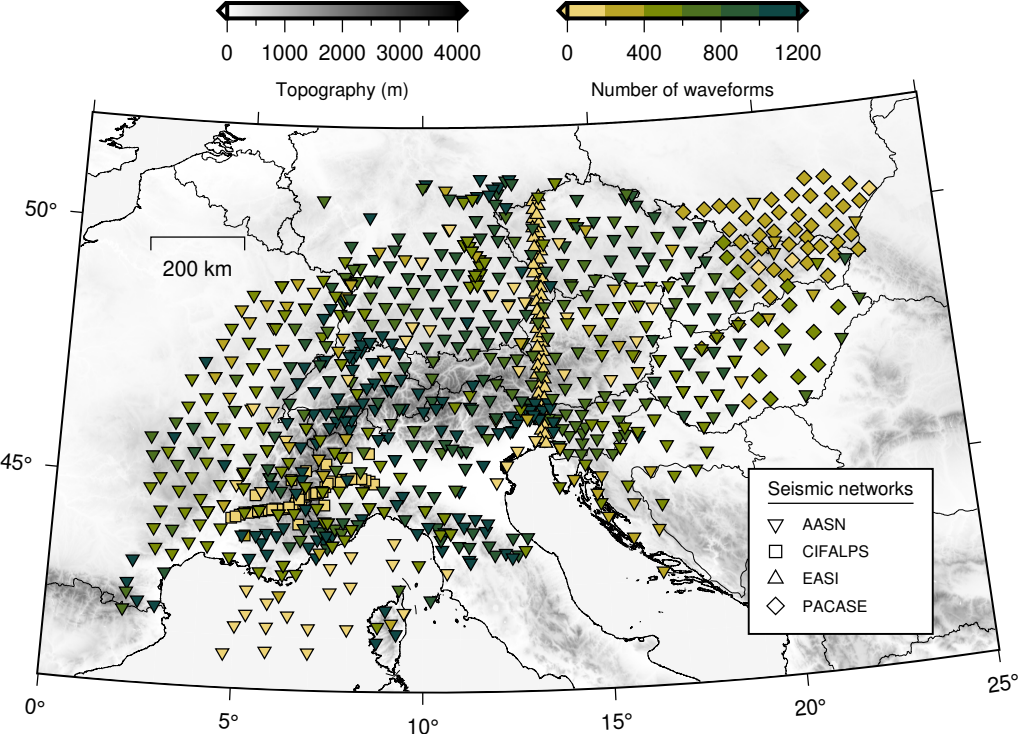 0 1000 2000 3000 4000
Topography (m)
0 400 800 1200
Number of waveforms
50°
200 km
45°
Seismic networks
AASN
CIFALPS
EASI
PACASE
0° 5° 10° 15° 20° 25°